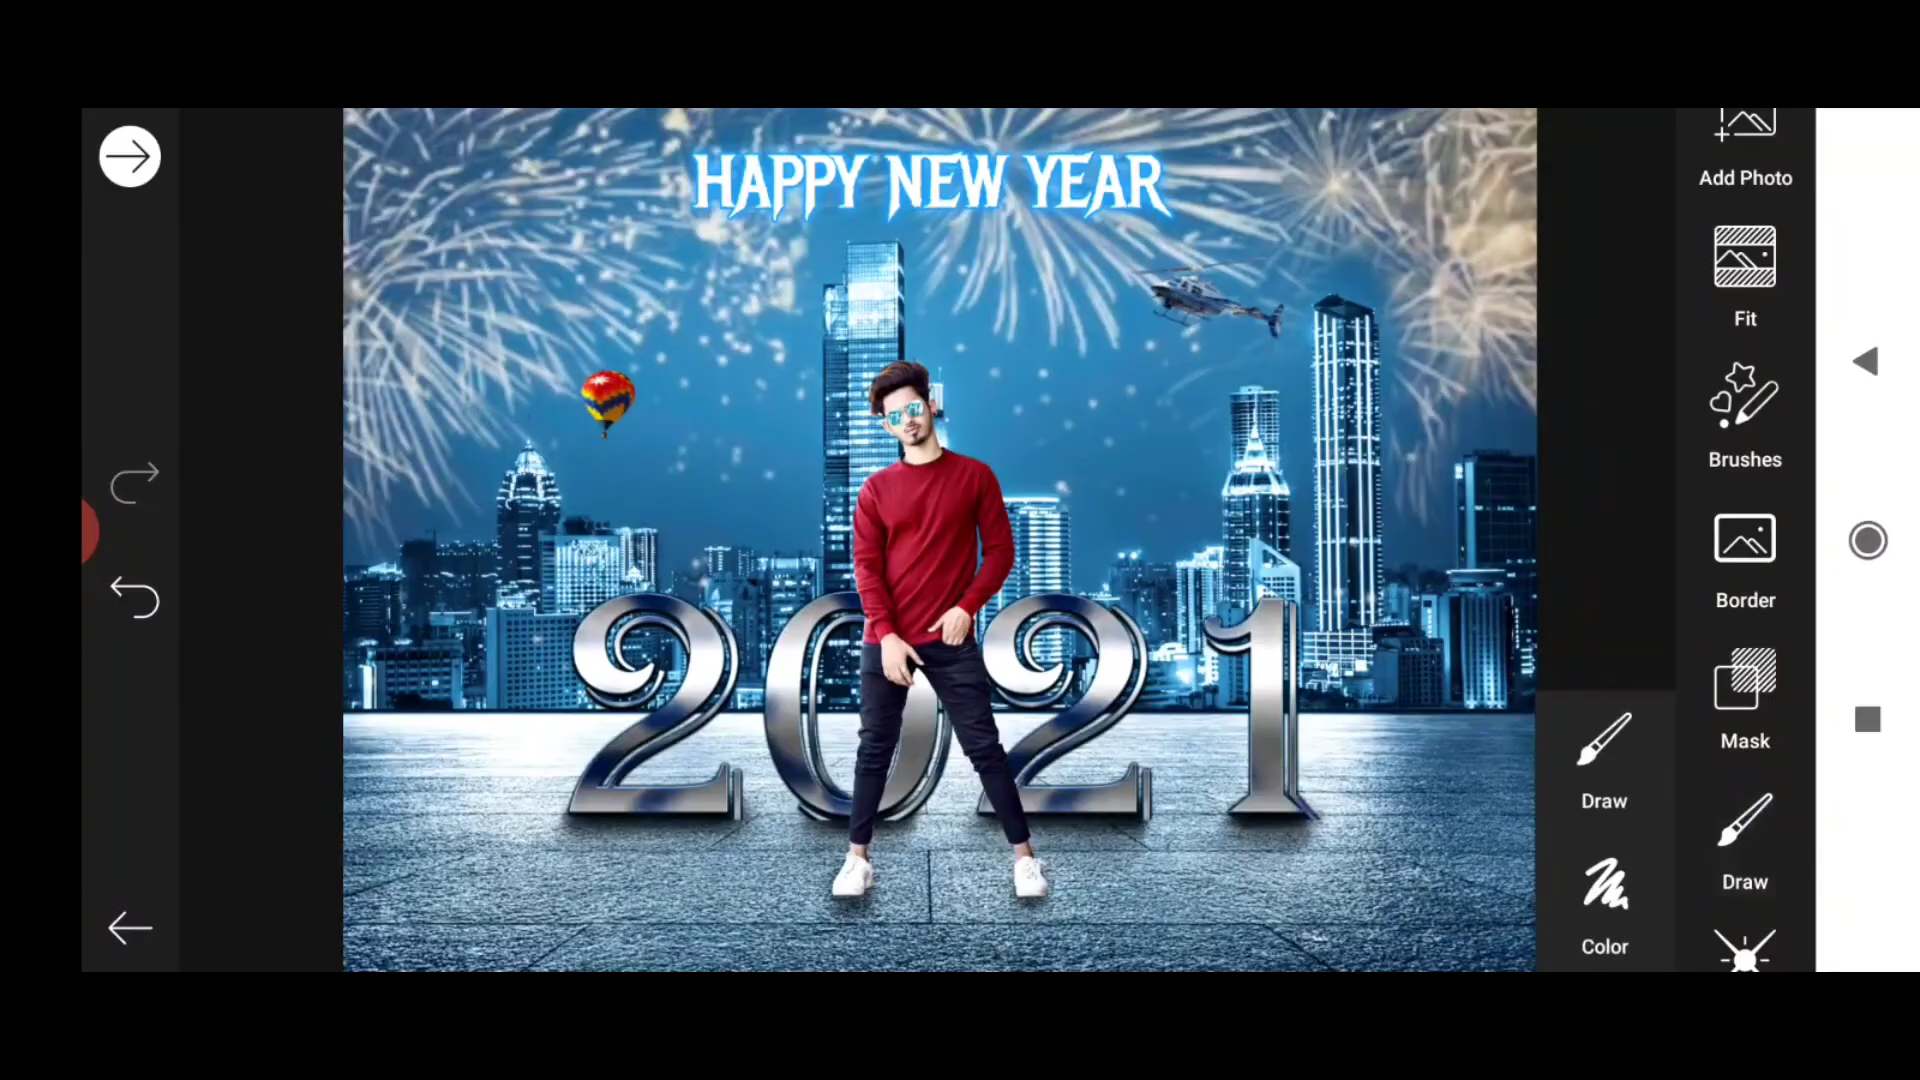 HAPPY NEW YEAR
2021
Add Photo
Fit
Brushes
Border
Mask
Draw
Draw
Color